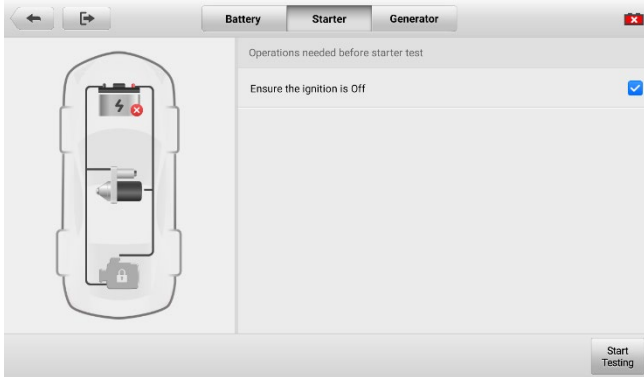 Battery
Starter
Generator
Operations needed before starter test
Ensure the ignition is Off
Start
Testing